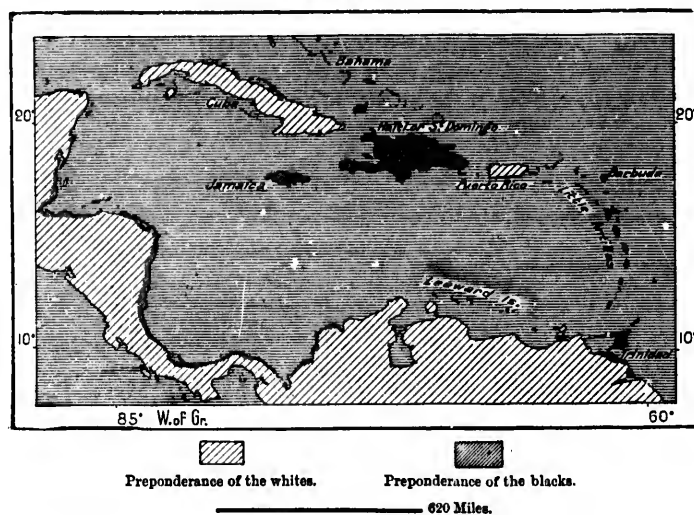 Bahama
20° 20°
Cuba
Haiti or S. Domingo
Jamaica
Puerto Rico
Barbuda
Little
Leeward Is.
10° 10°
Trinidad
85° W. of Gr. 60°
Preponderance of the whites. Preponderance of the blacks.
620 Miles.